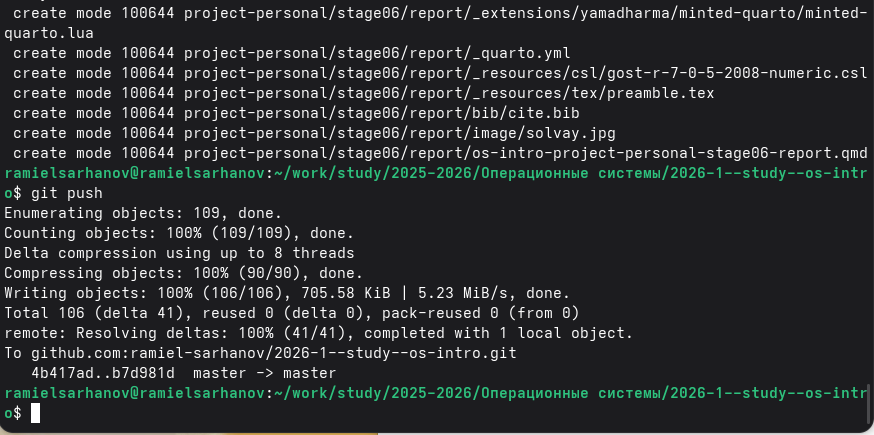 create mode 100644 project-personal/stage06/report/_extensions/yamadharma/minted-quarto/minted-
quarto.lua
 create mode 100644 project-personal/stage06/report/_quarto.yml
 create mode 100644 project-personal/stage06/report/_resources/csl/gost-r-7-0-5-2008-numeric.csl
 create mode 100644 project-personal/stage06/report/_resources/tex/preamble.tex
 create mode 100644 project-personal/stage06/report/bib/cite.bib
 create mode 100644 project-personal/stage06/report/image/solvay.jpg
 create mode 100644 project-personal/stage06/report/os-intro-project-personal-stage06-report.qmd
ramielsarhanov@ramielsarhanov:~/work/study/2025-2026/Операционные системы/2026-1--study--os-intr
o$ git push
Enumerating objects: 109, done.
Counting objects: 100% (109/109), done.
Delta compression using up to 8 threads
Compressing objects: 100% (90/90), done.
Writing objects: 100% (106/106), 705.58 KiB | 5.23 MiB/s, done.
Total 106 (delta 41), reused 0 (delta 0), pack-reused 0 (from 0)
remote: Resolving deltas: 100% (41/41), completed with 1 local object.
To github.com:ramiel-sarhanov/2026-1--study--os-intro.git
   4b417ad..b7d981d  master -> master
ramielsarhanov@ramielsarhanov:~/work/study/2025-2026/Операционные системы/2026-1--study--os-intr
o$